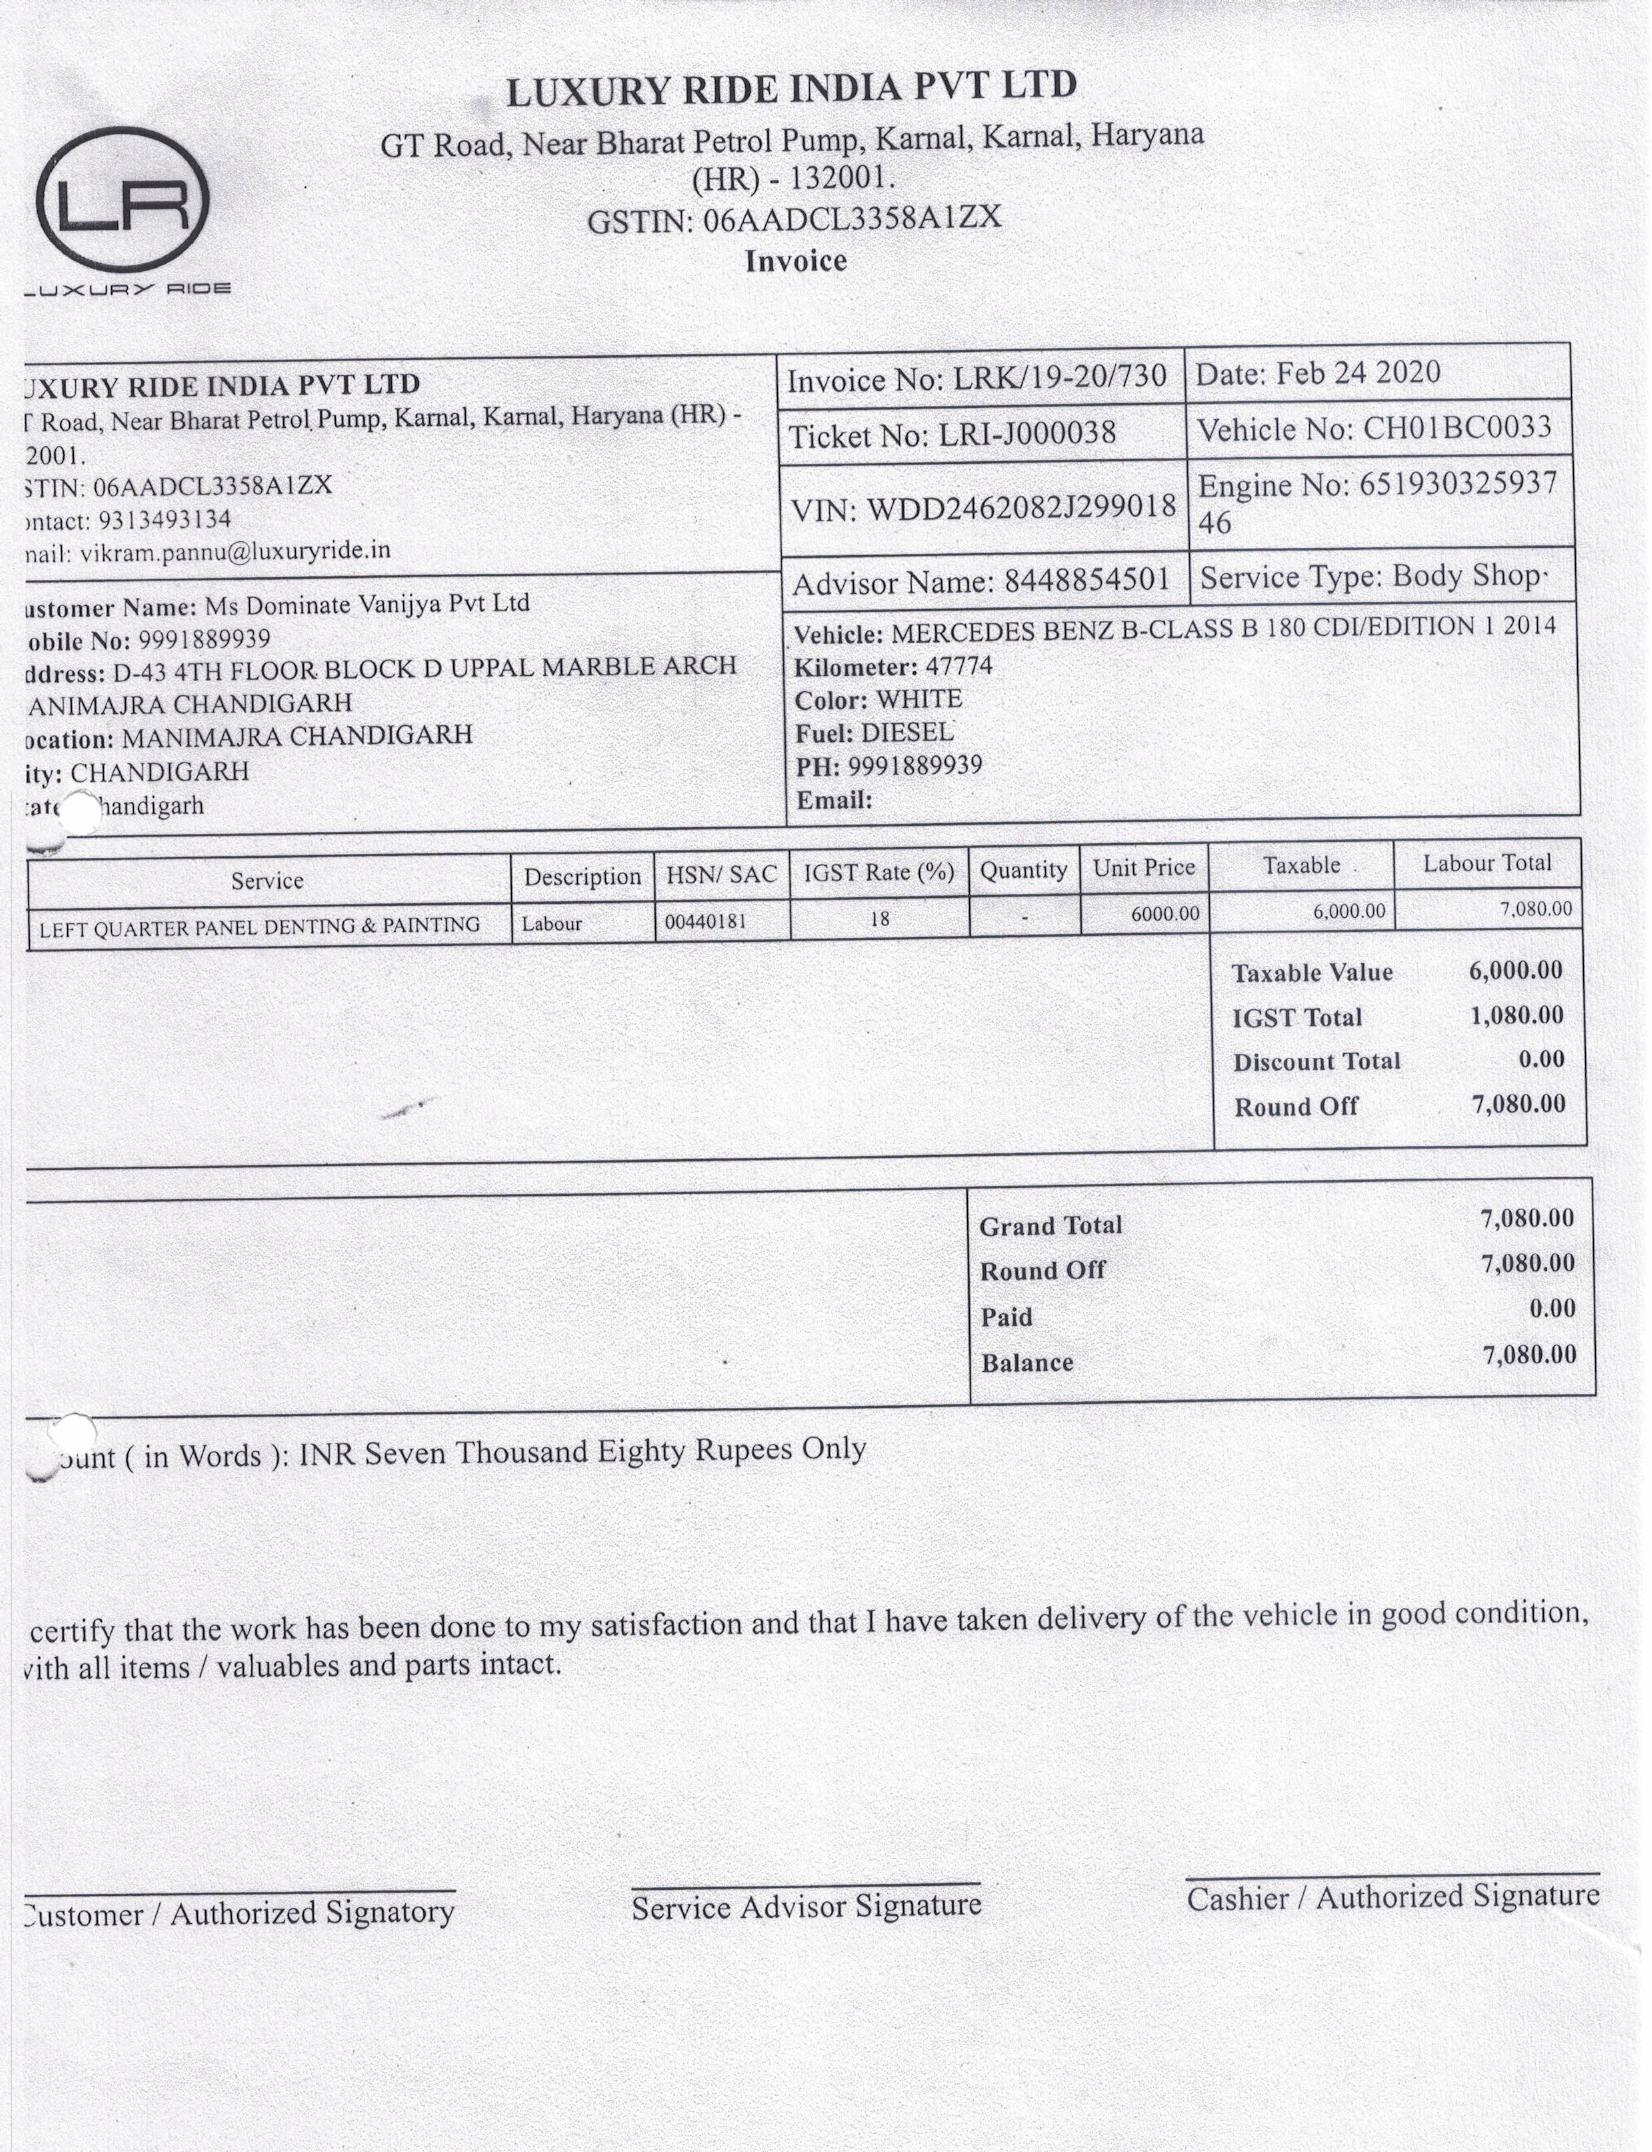 LUXURY RIDE INDIA PVT LTD
GT Road, Near Bharat Petrol Pump, Karnal, Karnal, Haryana
(HR) - 132001.
GSTIN: 06AADCL3358A1ZX
Invoice
LR
LUXURY RIDE
UXURY RIDE INDIA PVT LTD
T Road, Near Bharat Petrol Pump, Karnal, Karnal, Haryana (HR) -
2001.
STIN: 06AADCL3358A1ZX
ontact: 9313493134
mail: vikram.pannu@luxuryride.in
Invoice No: LRK/19-20/730
Date: Feb 24 2020
Ticket No: LRI-J000038
Vehicle No: CH01BC0033
VIN: WDD2462082J299018
Engine No: 651930325937
46
Advisor Name: 8448854501
Service Type: Body Shop
ustomer Name: Ms Dominate Vanijya Pvt Ltd
obile No: 9991889939
ddress: D-43 4TH FLOOR BLOCK D UPPAL MARBLE ARCH
ANIMAJRA CHANDIGARH
ocation: MANIMAJRA CHANDIGARH
ity: CHANDIGARH
tate handigarh
Vehicle: MERCEDES BENZ B-CLASS B 180 CDI/EDITION 1 2014
Kilometer: 47774
Color: WHITE
Fuel: DIESEL
PH: 9991889939
Email:
Service Description HSN/ SAC IGST Rate (%) Quantity Unit Price Taxable Labour Total
LEFT QUARTER PANEL DENTING & PAINTING Labour 00440181 18 - 6000.00 6,000.00 7,080.00
Taxable Value 6,000.00
IGST Total 1,080.00
Discount Total 0.00
Round Off 7,080.00
Grand Total 7,080.00
Round Off 7,080.00
Paid 0.00
Balance 7,080.00
ount ( in Words ): INR Seven Thousand Eighty Rupees Only
certify that the work has been done to my satisfaction and that I have taken delivery of the vehicle in good condition,
with all items / valuables and parts intact.
Customer / Authorized Signatory
Service Advisor Signature
Cashier / Authorized Signature